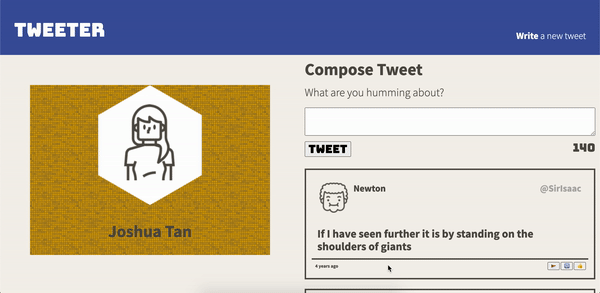 TWEETER
Write a new tweet
Compose Tweet
What are you humming about?
TWEET
140
Joshua Tan
Newton
@SirIsaac
If I have seen further it is by standing on the
shoulders of giants
4 years ago